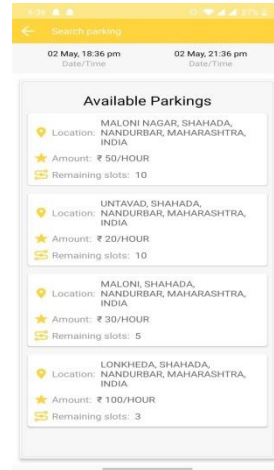 Search parking
02 May, 18:36 pm 02 May, 21:36 pm
Date/Time Date/Time
Available Parkings
MALONI NAGAR, SHAHADA,
Location: NANDURBAR, MAHARASHTRA,
INDIA
Amount: ₹ 50/HOUR
Remaining slots: 10
UNTAVAD, SHAHADA,
Location: NANDURBAR, MAHARASHTRA,
INDIA
Amount: ₹ 20/HOUR
Remaining slots: 10
MALONI, SHAHADA,
Location: NANDURBAR, MAHARASHTRA,
INDIA
Amount: ₹ 30/HOUR
Remaining slots: 5
LONKHEDA, SHAHADA,
Location: NANDURBAR, MAHARASHTRA,
INDIA
Amount: ₹ 100/HOUR
Remaining slots: 3